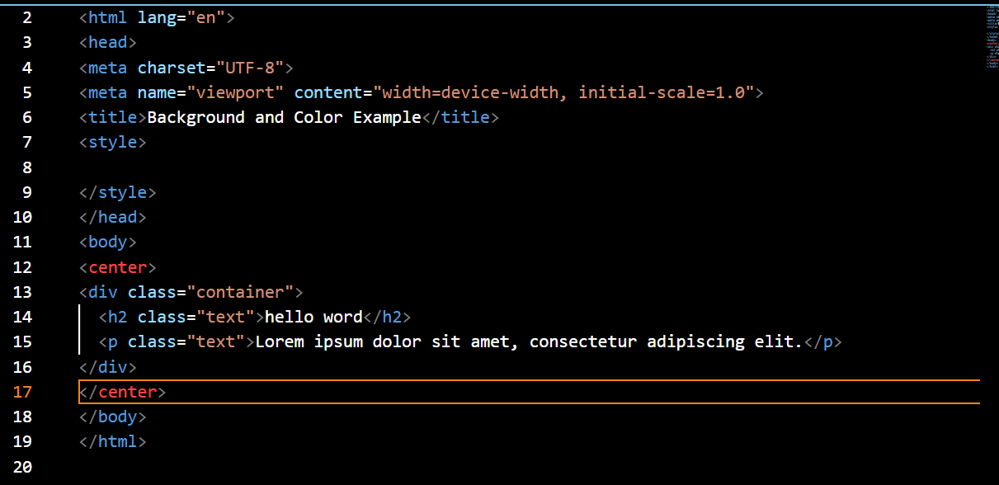 2 <html lang="en">
3 <head>
4 <meta charset="UTF-8">
5 <meta name="viewport" content="width=device-width, initial-scale=1.0">
6 <title>Background and Color Example</title>
7 <style>
8
9 </style>
10 </head>
11 <body>
12 <center>
13 <div class="container">
14 <h2 class="text">hello word</h2>
15 <p class="text">Lorem ipsum dolor sit amet, consectetur adipiscing elit.</p>
16 </div>
17 </center>
18 </body>
19 </html>
20